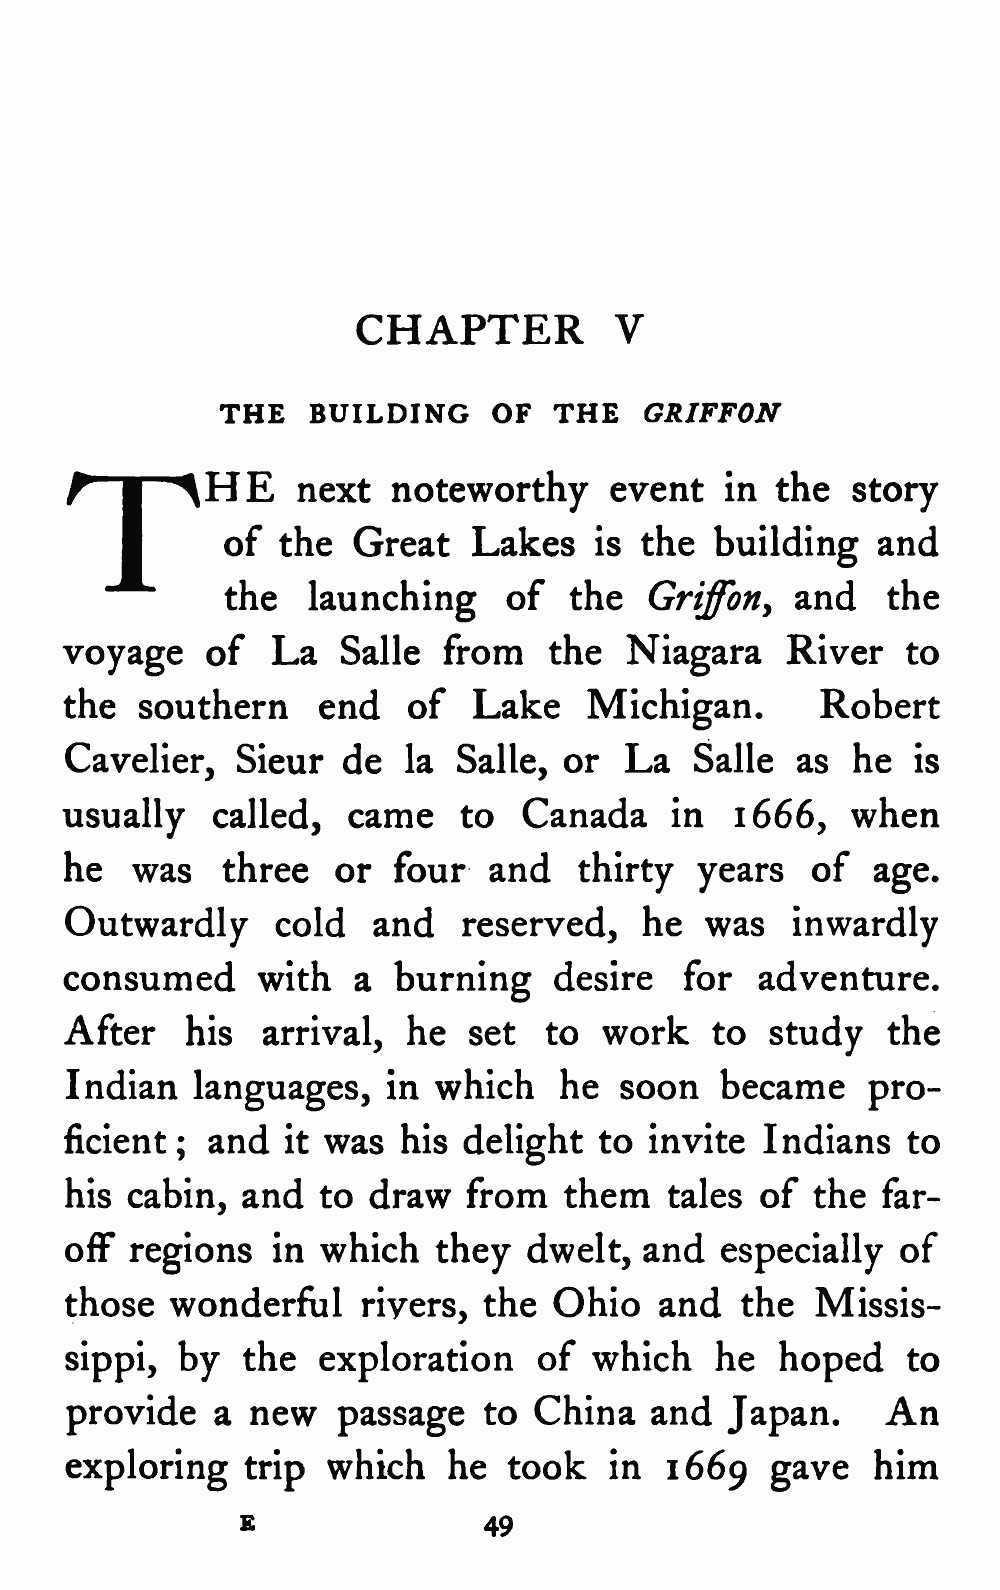 CHAPTER V
THE BUILDING OF THE GRIFFON
THE next noteworthy event in the story
of the Great Lakes is the building and
the launching of the Griffon, and the
voyage of La Salle from the Niagara River to
the southern end of Lake Michigan. Robert
Cavelier, Sieur de la Salle, or La Salle as he is
usually called, came to Canada in 1666, when
he was three or four and thirty years of age.
Outwardly cold and reserved, he was inwardly
consumed with a burning desire for adventure.
After his arrival, he set to work to study the
Indian languages, in which he soon became pro-
ficient ; and it was his delight to invite Indians to
his cabin, and to draw from them tales of the far-
off regions in which they dwelt, and especially of
those wonderful rivers, the Ohio and the Missis-
sippi, by the exploration of which he hoped to
provide a new passage to China and Japan. An
exploring trip which he took in 1669 gave him
E 49